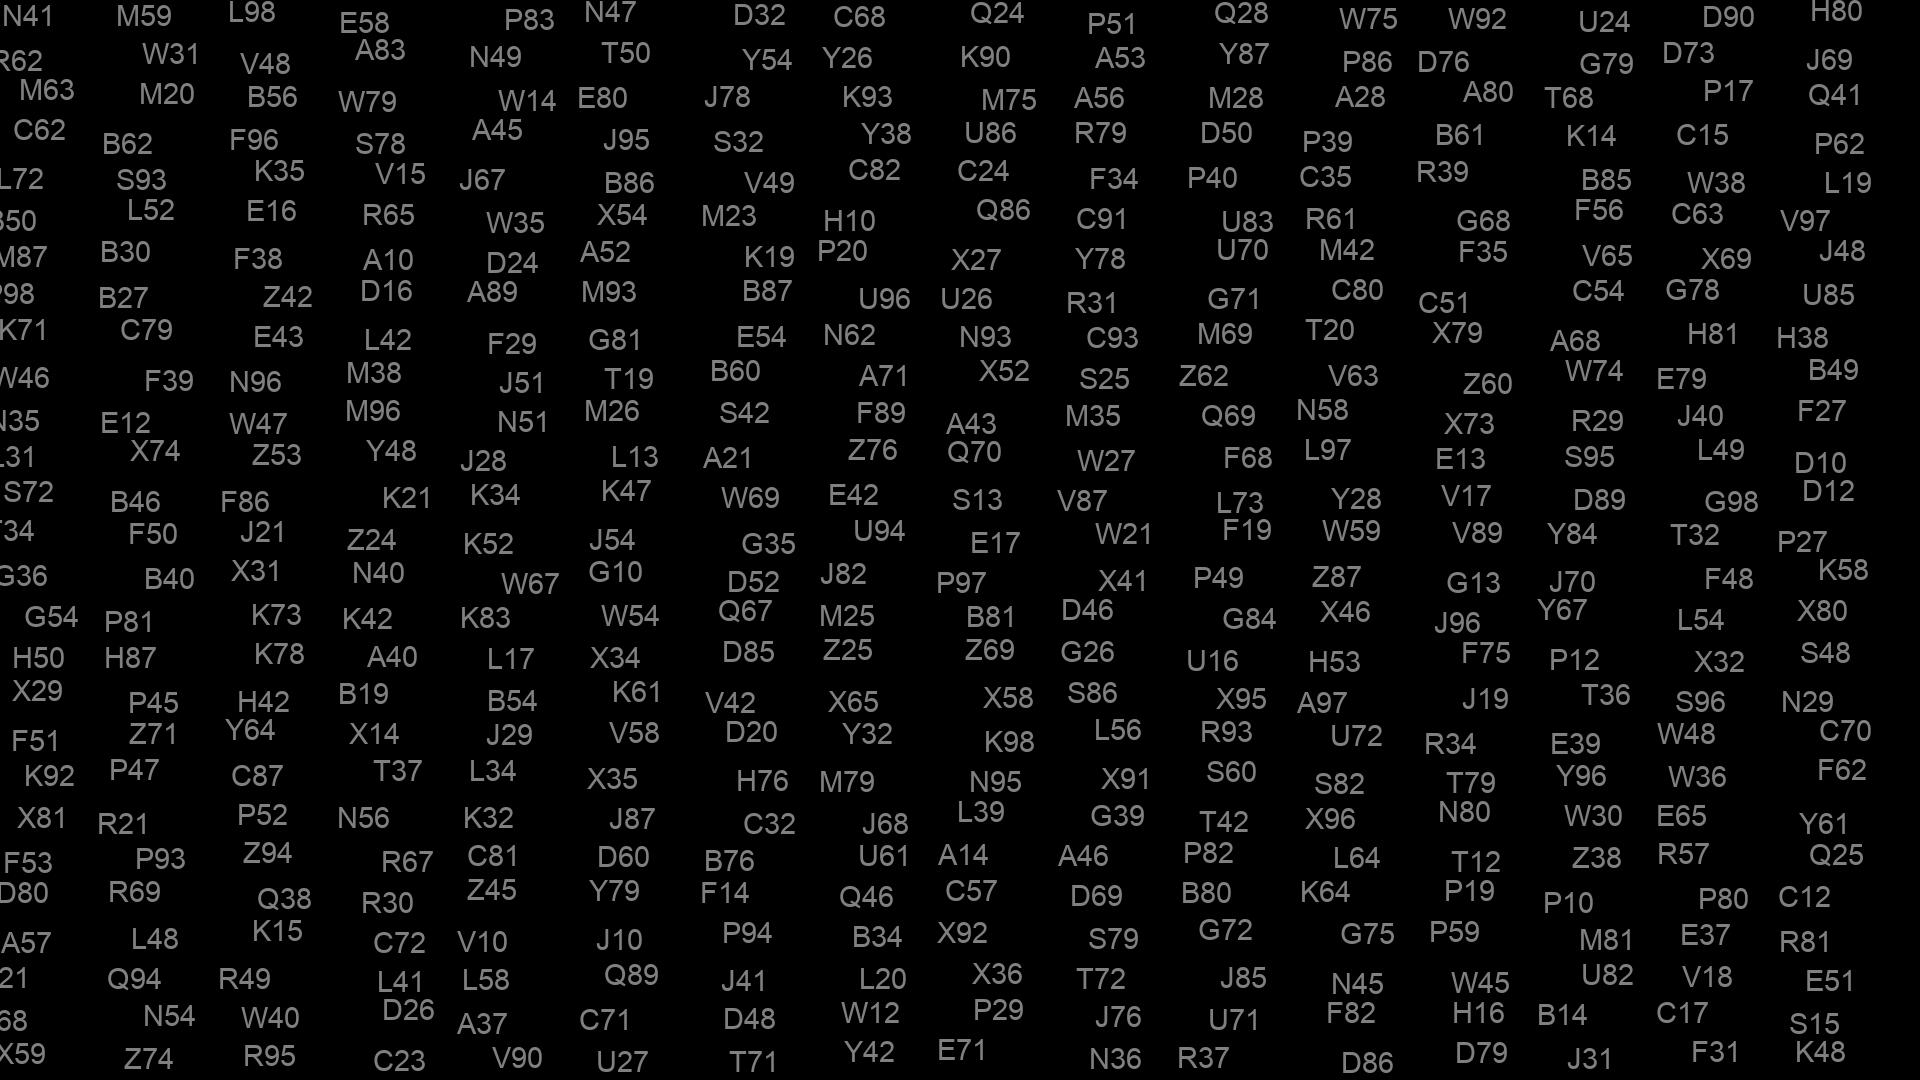 N41 M59 L98 E58 P83 N47 D32 C68 Q24 P51 Q28 W75 W92 U24 D90 H80
R62 W31 V48 A83 N49 T50 Y54 Y26 K90 A53 Y87 P86 D76 G79 D73 J69
M63 M20 B56 W79 W14 E80 J78 K93 M75 A56 M28 A28 A80 T68 P17 Q41
C62 B62 F96 S78 A45 J95 S32 Y38 U86 R79 D50 P39 B61 K14 C15 P62
L72 S93 K35 V15 J67 B86 V49 C82 C24 F34 P40 C35 R39 B85 W38 L19
L52 E16 R65 W35 X54 M23 H10 Q86 C91 U83 R61 G68 F56 C63 V97
M87 B30 F38 A10 D24 A52 K19 P20 X27 Y78 U70 M42 F35 V65 X69 J48
98 B27 Z42 D16 A89 M93 B87 U96 U26 R31 G71 C80 C51 C54 G78 U85
K71 C79 E43 L42 F29 G81 E54 N62 N93 C93 M69 T20 X79 A68 H81 H38
W46 F39 N96 M38 J51 T19 B60 A71 X52 S25 Z62 V63 Z60 W74 E79 B49
N35 E12 W47 M96 N51 M26 S42 F89 A43 M35 Q69 N58 X73 R29 J40 F27
L31 X74 Z53 Y48 J28 L13 A21 Z76 Q70 W27 F68 L97 E13 S95 L49 D10
S72 B46 F86 K21 K34 K47 W69 E42 S13 V87 L73 Y28 V17 D89 G98 D12
34 F50 J21 Z24 K52 J54 G35 U94 E17 W21 F19 W59 V89 Y84 T32 P27
G36 B40 X31 N40 W67 G10 D52 J82 P97 X41 P49 Z87 G13 J70 F48 K58
G54 P81 K73 K42 K83 W54 Q67 M25 B81 D46 G84 X46 J96 Y67 L54 X80
H50 H87 K78 A40 L17 X34 D85 Z25 Z69 G26 U16 H53 F75 P12 X32 S48
X29 P45 H42 B19 B54 K61 V42 X65 X58 S86 X95 A97 J19 T36 S96 N29
F51 Z71 Y64 X14 J29 V58 D20 Y32 K98 L56 R93 U72 R34 E39 W48 C70
K92 P47 C87 T37 L34 X35 H76 M79 N95 X91 S60 S82 T79 Y96 W36 F62
X81 R21 P52 N56 K32 J87 C32 J68 L39 G39 T42 X96 N80 W30 E65 Y61
F53 P93 Z94 R67 C81 D60 B76 U61 A14 A46 P82 L64 T12 Z38 R57 Q25
D80 R69 Q38 R30 Z45 Y79 F14 Q46 C57 D69 B80 K64 P19 P10 P80 C12
A57 L48 K15 C72 V10 J10 P94 B34 X92 S79 G72 G75 P59 M81 E37 R81
21 Q94 R49 L41 L58 Q89 J41 L20 X36 T72 J85 N45 W45 U82 V18 E51
68 N54 W40 D26 A37 C71 D48 W12 P29 J76 U71 F82 H16 B14 C17 S15
X59 Z74 R95 C23 V90 U27 T71 Y42 E71 N36 R37 D86 D79 J31 F31 K48